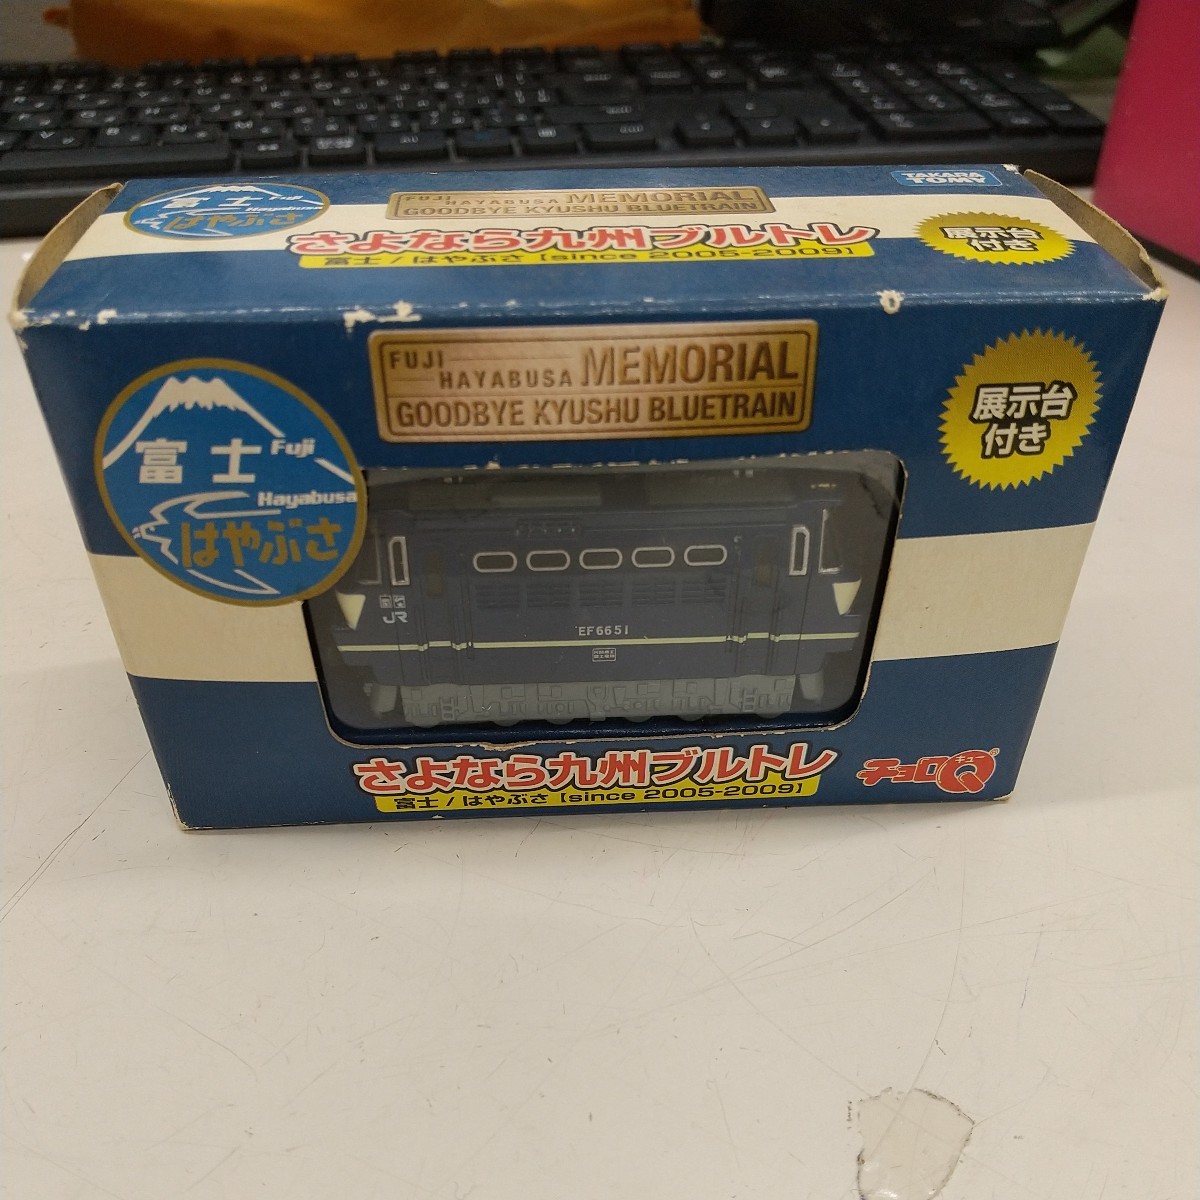 富士
Fuji
Hayabusa
はやぶさ
FUJI
HAYABUSA MEMORIAL
GOODBYE KYUSHU BLUETRAIN
TAKARA
TOMY
さよなら九州ブルトレ
富士/はやぶさ [since 2005-2009]
展示台
付き
FUJI
HAYABUSA MEMORIAL
GOODBYE KYUSHU BLUETRAIN
富士
Fuji
Hayabusa
はやぶさ
展示台
付き
JR
EF6651
さよなら九州ブルトレ
富士/はやぶさ [since 2005-2009]
チョロQ
キュー
®